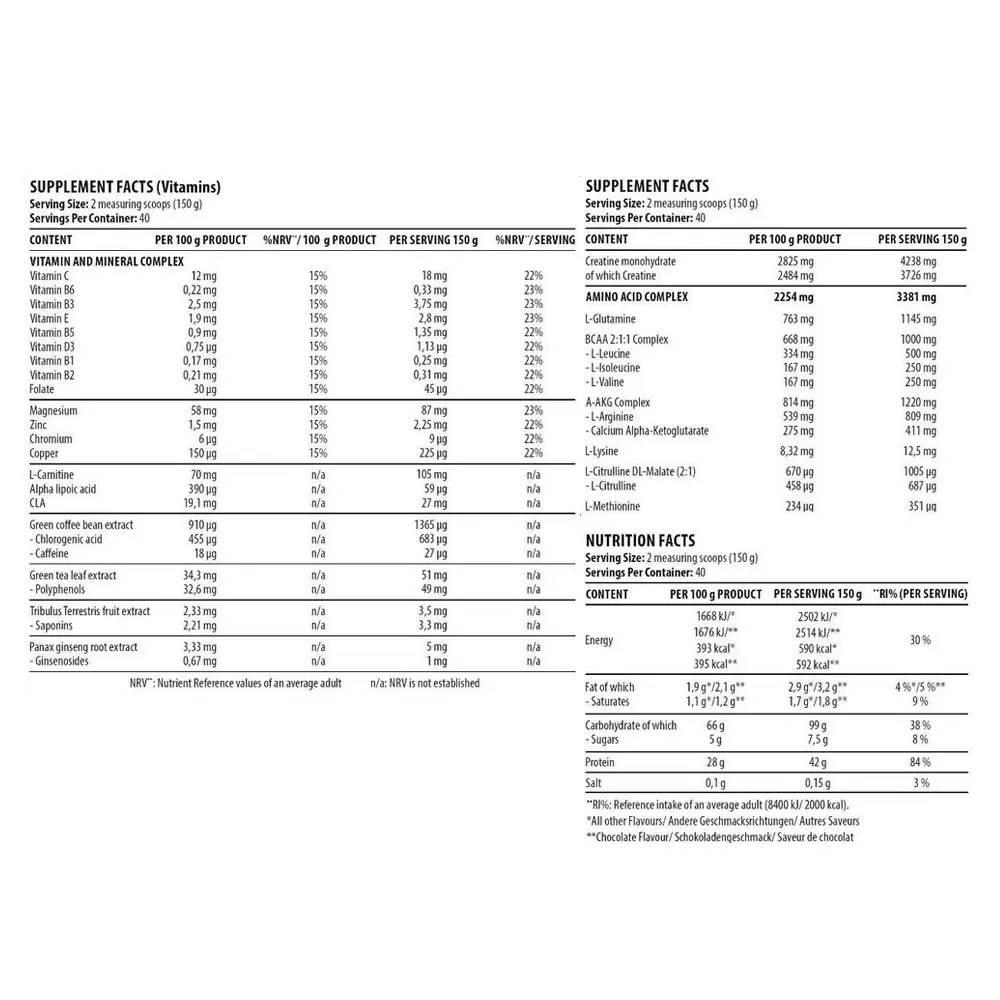 SUPPLEMENT FACTS (Vitamins)
Serving Size: 2 measuring scoops (150 g)
Servings Per Container: 40
CONTENT PER 100 g PRODUCT %NRV**/ 100 g PRODUCT PER SERVING 150 g %NRV**/ SERVING
VITAMIN AND MINERAL COMPLEX
Vitamin C 12 mg 15% 18 mg 22%
Vitamin B6 0,22 mg 15% 0,33 mg 23%
Vitamin B3 2,5 mg 15% 3,75 mg 23%
Vitamin E 1,9 mg 15% 2,8 mg 23%
Vitamin B5 0,9 mg 15% 1,35 mg 22%
Vitamin D3 0,75 µg 15% 1,13 µg 22%
Vitamin B1 0,17 mg 15% 0,25 mg 22%
Vitamin B2 0,21 mg 15% 0,31 mg 22%
Folate 30 µg 15% 45 µg 22%
Magnesium 58 mg 15% 87 mg 23%
Zinc 1,5 mg 15% 2,25 mg 22%
Chromium 6 µg 15% 9 µg 22%
Copper 150 µg 15% 225 µg 22%
L-Carnitine 70 mg n/a 105 mg n/a
Alpha lipoic acid 390 µg n/a 59 µg n/a
CLA 19,1 mg n/a 27 mg n/a
Green coffee bean extract 910 µg n/a 1365 µg n/a
- Chlorogenic acid 455 µg n/a 683 µg n/a
- Caffeine 18 µg n/a 27 µg n/a
Green tea leaf extract 34,3 mg n/a 51 mg n/a
- Polyphenols 32,6 mg n/a 49 mg n/a
Tribulus Terrestris fruit extract 2,33 mg n/a 3,5 mg n/a
- Saponins 2,21 mg n/a 3,3 mg n/a
Panax ginseng root extract 3,33 mg n/a 5 mg n/a
- Ginsenosides 0,67 mg n/a 1 mg n/a
NRV**: Nutrient Reference values of an average adult n/a: NRV is not established
SUPPLEMENT FACTS
Serving Size: 2 measuring scoops (150 g)
Servings Per Container: 40
CONTENT PER 100 g PRODUCT PER SERVING 150 g
Creatine monohydrate 2825 mg 4238 mg
of which Creatine 2484 mg 3726 mg
AMINO ACID COMPLEX 2254 mg 3381 mg
L-Glutamine 763 mg 1145 mg
BCAA 2:1:1 Complex 668 mg 1000 mg
- L-Leucine 334 mg 500 mg
- L-Isoleucine 167 mg 250 mg
- L-Valine 167 mg 250 mg
A-AKG Complex 814 mg 1220 mg
- L-Arginine 539 mg 809 mg
- Calcium Alpha-Ketoglutarate 275 mg 411 mg
L-Lysine 8,32 mg 12,5 mg
L-Citrulline DL-Malate (2:1) 670 µg 1005 µg
- L-Citrulline 458 µg 687 µg
L-Methionine 234 µg 351 µg
NUTRITION FACTS
Serving Size: 2 measuring scoops (150 g)
Servings Per Container: 40
CONTENT PER 100 g PRODUCT PER SERVING 150 g **RI% (PER SERVING)
1668 kJ/* 2502 kJ/*
1676 kJ/** 2514 kJ/**
Energy 30 %
393 kcal* 590 kcal*
395 kcal** 592 kcal**
Fat of which 1,9 g*/2,1 g** 2,9 g*/3,2 g** 4 %*/5 %**
- Saturates 1,1 g*/1,2 g** 1,7 g*/1,8 g** 9 %
Carbohydrate of which 66 g 99 g 38 %
- Sugars 5 g 7,5 g 8 %
Protein 28 g 42 g 84 %
Salt 0,1 g 0,15 g 3 %
**RI%: Reference intake of an average adult (8400 kJ/ 2000 kcal).
*All other Flavours/ Andere Geschmacksrichtungen/ Autres Saveurs
**Chocolate Flavour/ Schokoladengeschmack/ Saveur de chocolat